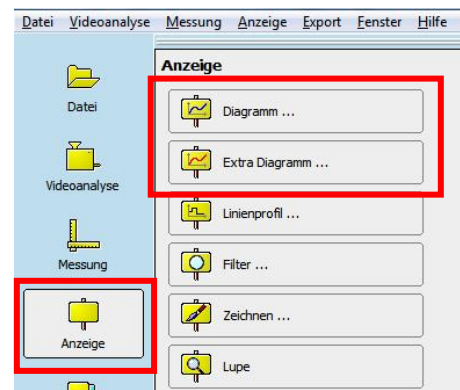 Datei Videoanalyse Messung Anzeige Export Fenster Hilfe
Anzeige
Datei
Diagramm ...
Extra Diagramm ...
Videoanalyse
Linienprofil ...
Messung
Filter ...
Zeichnen ...
Anzeige
Lupe